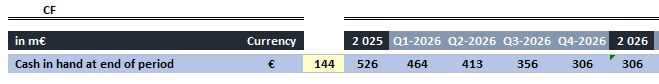 CF
in m€ Currency 2 025 Q1-2026 Q2-2026 Q3-2026 Q4-2026 2 026
Cash in hand at end of period € 144 526 464 413 356 306 306